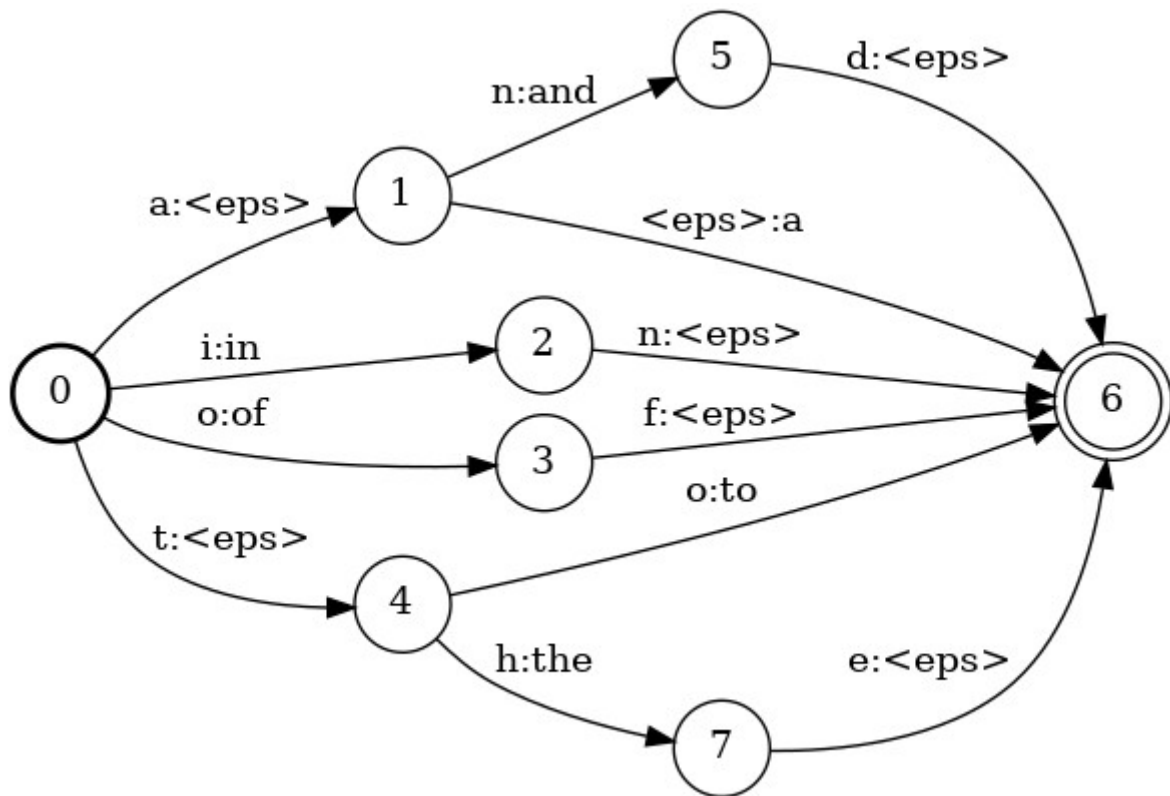 5
d:<eps>
n:and
1
a:<eps>
<eps>:a
2
i:in
n:<eps>
0
6
o:of
f:<eps>
3
o:to
t:<eps>
4
h:the
e:<eps>
7